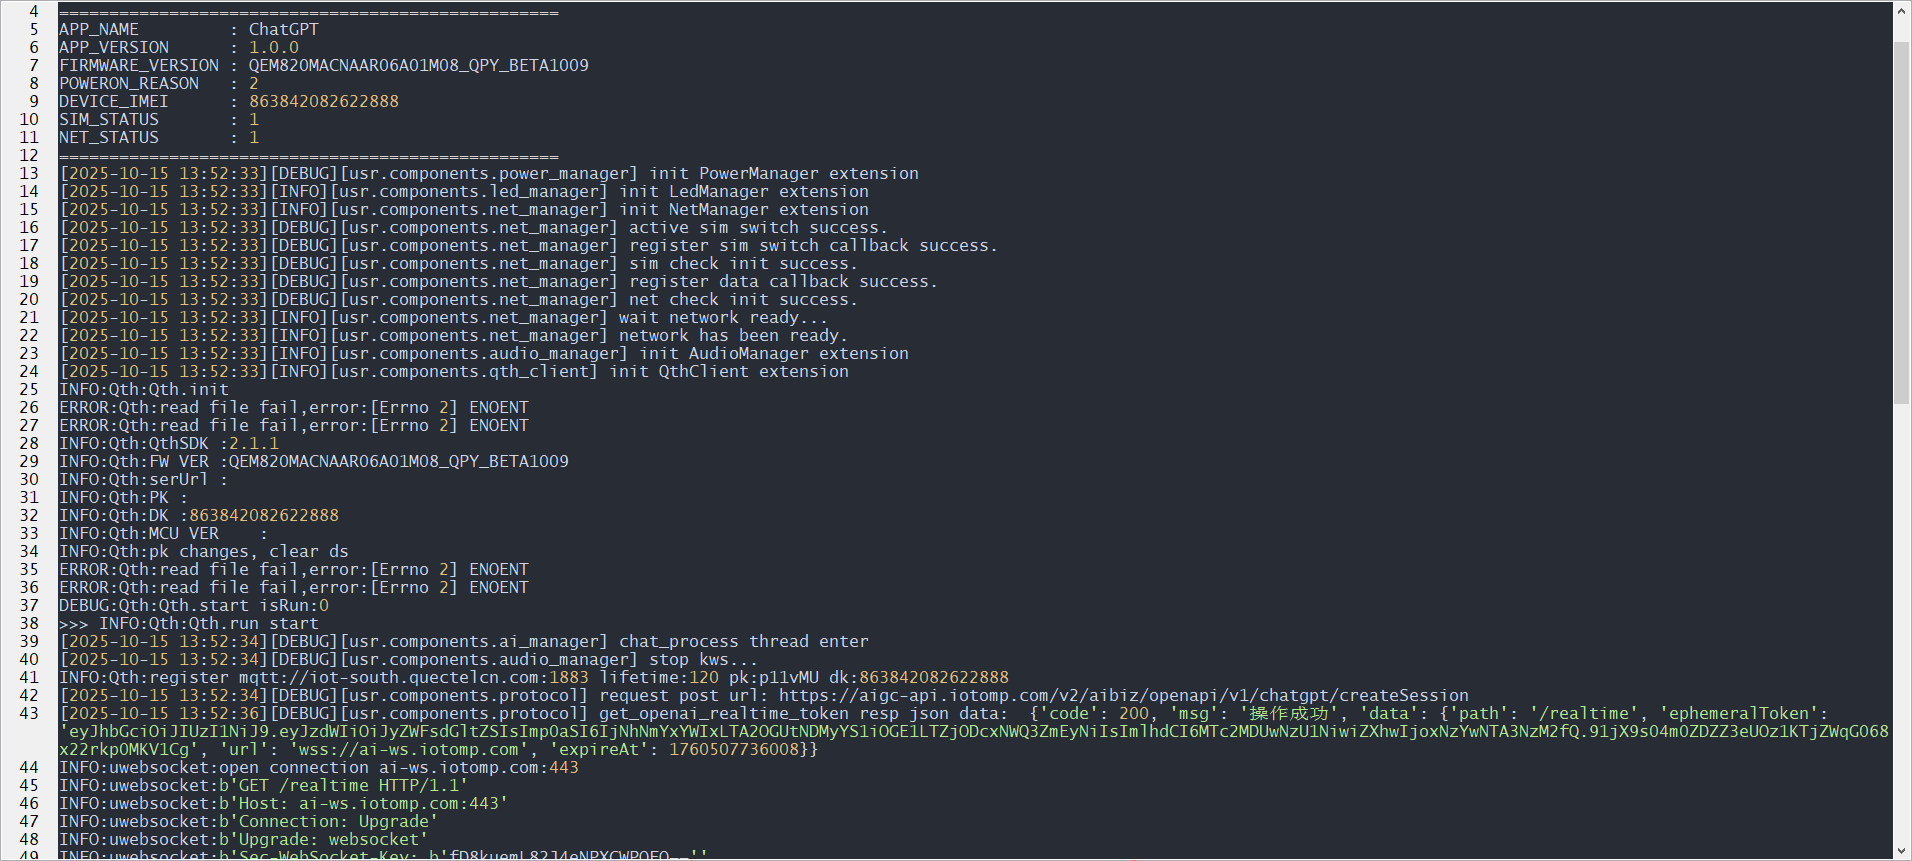 4 ==================================================
5 APP_NAME         : ChatGPT
6 APP_VERSION      : 1.0.0
7 FIRMWARE_VERSION : QEM820MACNAAR06A01M08_QPY_BETA1009
8 POWERON_REASON   : 2
9 DEVICE_IMEI      : 863842082622888
10 SIM_STATUS       : 1
11 NET_STATUS       : 1
12 ==================================================
13 [2025-10-15 13:52:33][DEBUG][usr.components.power_manager] init PowerManager extension
14 [2025-10-15 13:52:33][INFO][usr.components.led_manager] init LedManager extension
15 [2025-10-15 13:52:33][INFO][usr.components.net_manager] init NetManager extension
16 [2025-10-15 13:52:33][DEBUG][usr.components.net_manager] active sim switch success.
17 [2025-10-15 13:52:33][DEBUG][usr.components.net_manager] register sim switch callback success.
18 [2025-10-15 13:52:33][DEBUG][usr.components.net_manager] sim check init success.
19 [2025-10-15 13:52:33][DEBUG][usr.components.net_manager] register data callback success.
20 [2025-10-15 13:52:33][DEBUG][usr.components.net_manager] net check init success.
21 [2025-10-15 13:52:33][INFO][usr.components.net_manager] wait network ready...
22 [2025-10-15 13:52:33][INFO][usr.components.net_manager] network has been ready.
23 [2025-10-15 13:52:33][INFO][usr.components.audio_manager] init AudioManager extension
24 [2025-10-15 13:52:33][INFO][usr.components.qth_client] init QthClient extension
25 INFO:Qth:Qth.init
26 ERROR:Qth:read file fail,error:[Errno 2] ENOENT
27 ERROR:Qth:read file fail,error:[Errno 2] ENOENT
28 INFO:Qth:QthSDK :2.1.1
29 INFO:Qth:FW VER :QEM820MACNAAR06A01M08_QPY_BETA1009
30 INFO:Qth:serUrl :
31 INFO:Qth:PK :
32 INFO:Qth:DK :863842082622888
33 INFO:Qth:MCU VER    :
34 INFO:Qth:pk changes, clear ds
35 ERROR:Qth:read file fail,error:[Errno 2] ENOENT
36 ERROR:Qth:read file fail,error:[Errno 2] ENOENT
37 DEBUG:Qth:Qth.start isRun:0
38 >>> INFO:Qth:Qth.run start
39 [2025-10-15 13:52:34][DEBUG][usr.components.ai_manager] chat_process thread enter
40 [2025-10-15 13:52:34][DEBUG][usr.components.audio_manager] stop kws...
41 INFO:Qth:register mqtt://iot-south.quectelcn.com:1883 lifetime:120 pk:p11vMU dk:863842082622888
42 [2025-10-15 13:52:34][DEBUG][usr.components.protocol] request post url: https://aigc-api.iotomp.com/v2/aibiz/openapi/v1/chatgpt/createSession
43 [2025-10-15 13:52:36][DEBUG][usr.components.protocol] get_openai_realtime_token resp json data:  {'code': 200, 'msg': '操作成功', 'data': {'path': '/realtime', 'ephemeralToken':
'eyJhbGciOiJIUzI1NiJ9.eyJzdWIiOiJyZWFsdGltZSIsImp0aSI6IjNhNmYxYWIxLTA2OGUtNDMyYS1iOGE1LTZjODcxNWQ3ZmEyNiIsImlhdCI6MTc2MDUwNzU1NiwiZXhwIjoxNzYwNTA3NzM2fQ.91jX9s04m0ZDZZ3eUOz1KTjZWqG068
x22rkpOMKV1Cg', 'url': 'wss://ai-ws.iotomp.com', 'expireAt': 1760507736008}}
44 INFO:uwebsocket:open connection ai-ws.iotomp.com:443
45 INFO:uwebsocket:b'GET /realtime HTTP/1.1'
46 INFO:uwebsocket:b'Host: ai-ws.iotomp.com:443'
47 INFO:uwebsocket:b'Connection: Upgrade'
48 INFO:uwebsocket:b'Upgrade: websocket'
49 INFO:uwebsocket:b'Sec-WebSocket-Key: b'